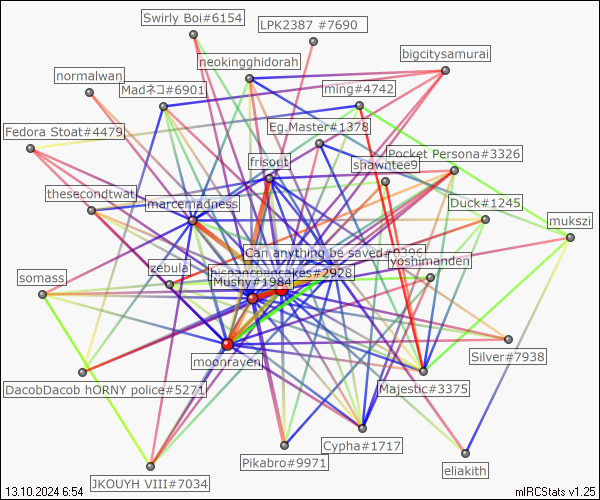 Swirly Boi#6154
LPK2387 #7690
bigcitysamurai
neokingghidorah
normalwan
Madネコ#6901
ming#4742
Eg.Master#1378
Fedora Stoat#4479
frisout
Pocket Persona#3326
shawntee9
thesecondtwat
marcemadness
Duck#1245
mukszi
Can anything be saved
yoshimanden
zebula
somass
Mushy#1984
moonraven
Silver#7938
DacobDacob hORNY police#5271
Majestic#3375
Cypha#1717
Pikabro#9971
eliakith
JKOUYH VIII#7034
13.10.2024 6:54
mIRCStats v1.25